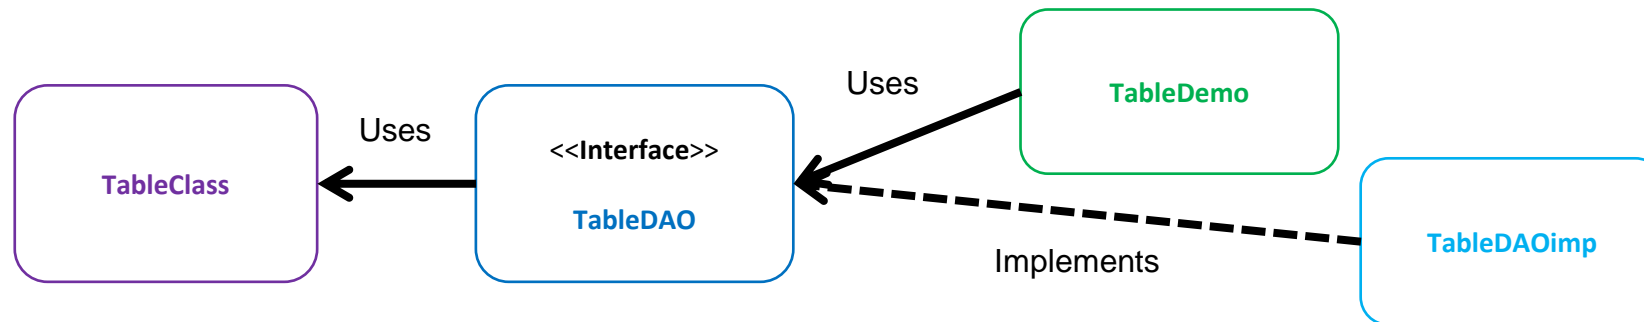 TableClass
Uses
<<Interface>>
TableDAO
Uses
TableDemo
Implements
TableDAOimp